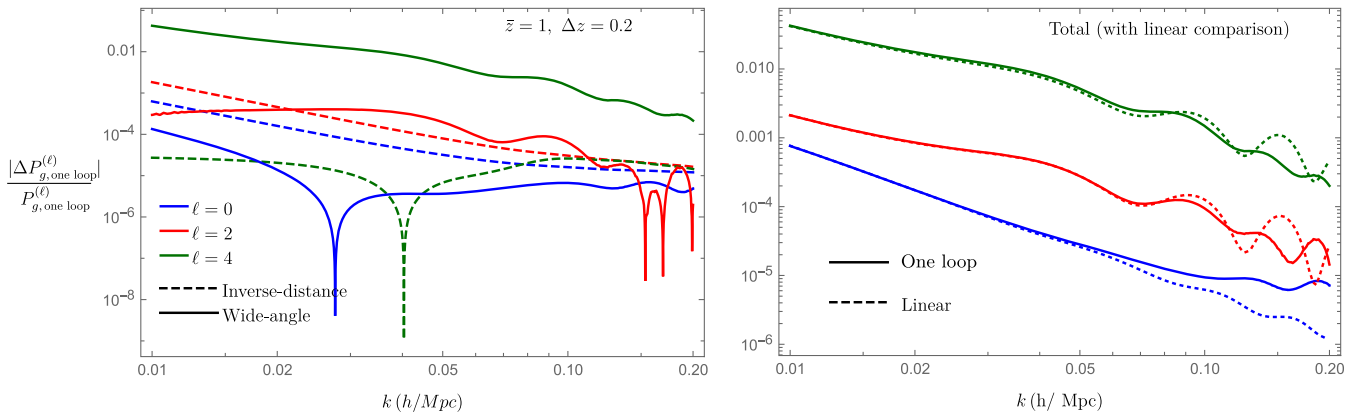 z̄ = 1, Δz = 0.2
|ΔP_{g, one loop}^{(ℓ)}|
P_{g, one loop}^{(ℓ)}
0.01
10^{-4}
10^{-6}
10^{-8}
ℓ = 0
ℓ = 2
ℓ = 4
Inverse-distance
Wide-angle
0.01 0.02 0.05 0.10 0.20
k (h/Mpc)
Total (with linear comparison)
0.010
0.001
10^{-4}
10^{-5}
10^{-6}
One loop
Linear
0.01 0.02 0.05 0.10 0.20
k (h/ Mpc)